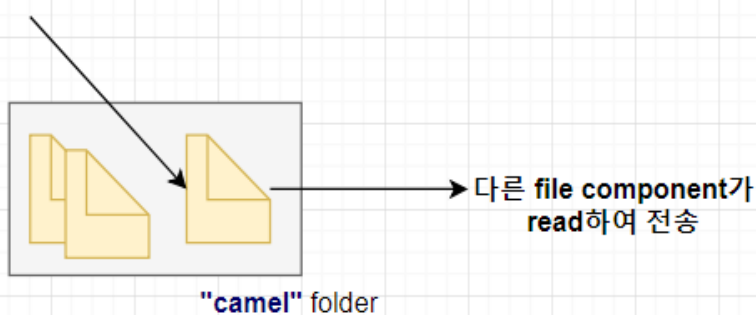 다른 file component가
read하여 전송
"camel" folder